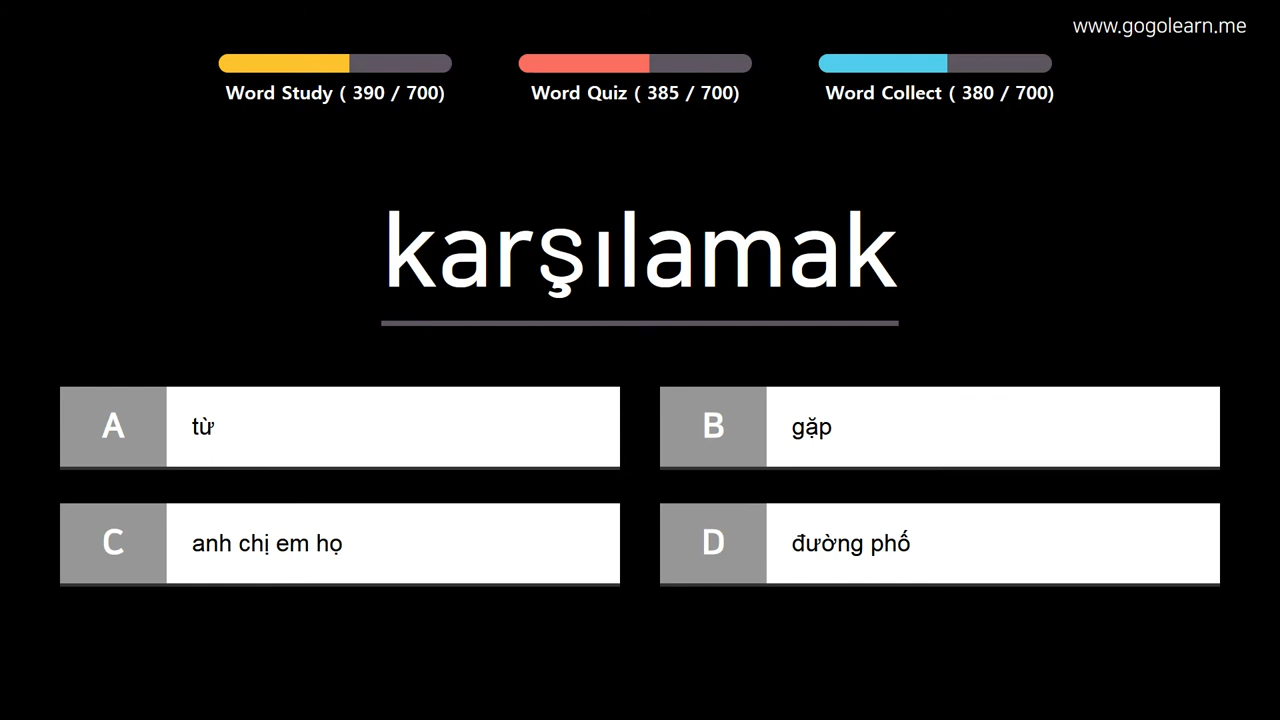 www.gogolearn.me
Word Study ( 390 / 700)
Word Quiz ( 385 / 700)
Word Collect ( 380 / 700)
karşılamak
A từ
B gặp
C anh chị em họ
D đường phố